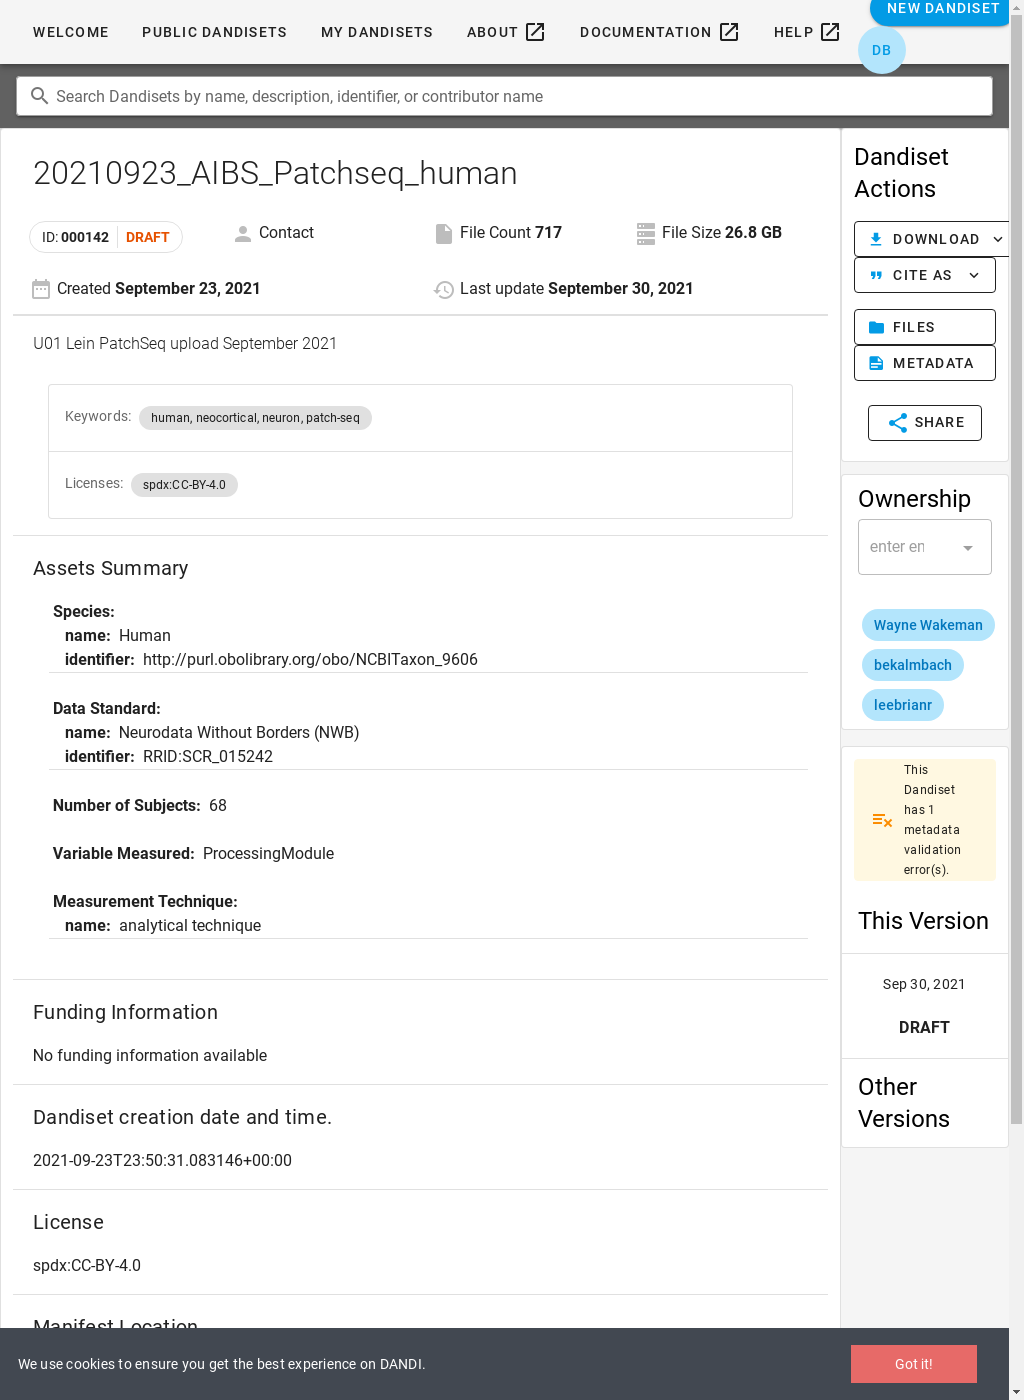 WELCOME
PUBLIC DANDISETS
MY DANDISETS
ABOUT
DOCUMENTATION
HELP
NEW DANDISET
DB
Search Dandisets by name, description, identifier, or contributor name
20210923_AIBS_Patchseq_human
ID: 000142 DRAFT
Contact
File Count 717
File Size 26.8 GB
Created September 23, 2021
Last update September 30, 2021
U01 Lein PatchSeq upload September 2021
Keywords: human, neocortical, neuron, patch-seq
Licenses: spdx:CC-BY-4.0
Assets Summary
Species:
name: Human
identifier: http://purl.obolibrary.org/obo/NCBITaxon_9606
Data Standard:
name: Neurodata Without Borders (NWB)
identifier: RRID:SCR_015242
Number of Subjects: 68
Variable Measured: ProcessingModule
Measurement Technique:
name: analytical technique
Funding Information
No funding information available
Dandiset creation date and time.
2021-09-23T23:50:31.083146+00:00
License
spdx:CC-BY-4.0
Manifest Location
Dandiset
Actions
DOWNLOAD
CITE AS
FILES
METADATA
SHARE
Ownership
enter en
Wayne Wakeman
bekalmbach
leebrianr
This
Dandiset
has 1
metadata
validation
error(s).
This Version
Sep 30, 2021
DRAFT
Other
Versions
We use cookies to ensure you get the best experience on DANDI.
Got it!